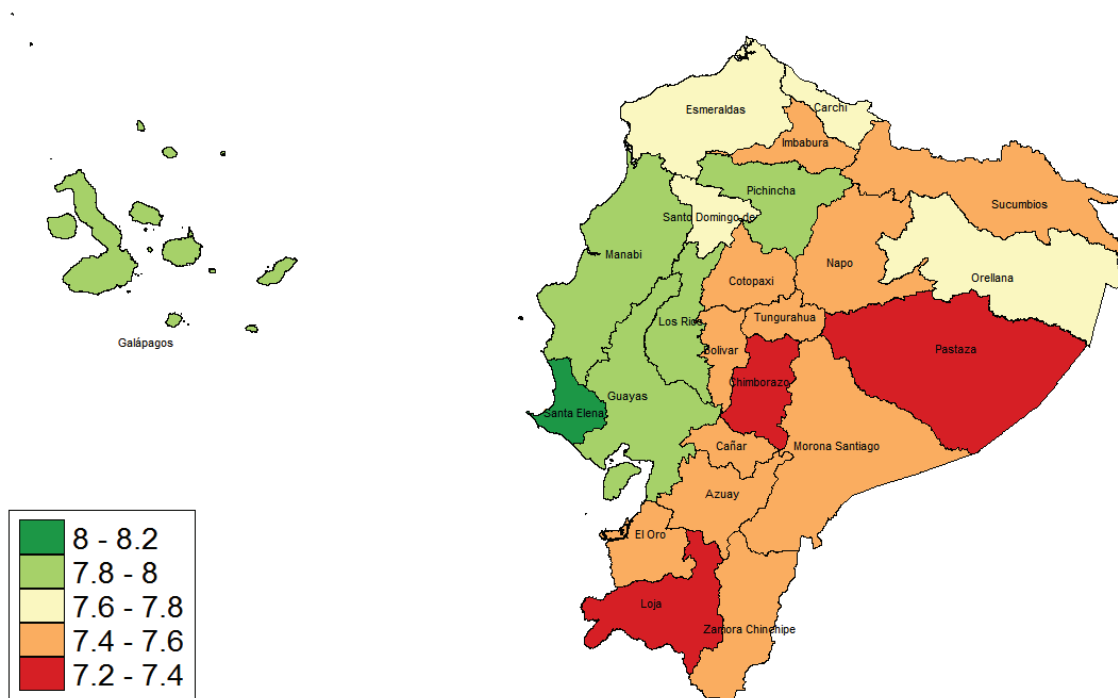 Esmeraldas
Carchi
Imbabura
Pichincha
Sucumbios
Santo Domingo de
Manabi
Napo
Cotopaxi
Orellana
Los Rios
Tungurahua
Galápagos
Bolivar
Pastaza
Chimborazo
Guayas
Santa Elena
Cañar
Morona Santiago
Azuay
El Oro
Loja
Zamora Chinchipe
8 - 8.2
7.8 - 8
7.6 - 7.8
7.4 - 7.6
7.2 - 7.4